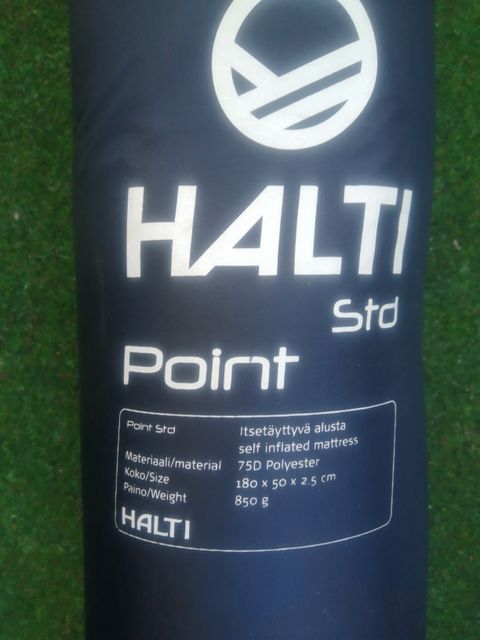 HALTI
Std
Point
Point Std
Itsetäyttyvä alusta
self inflated mattress
Materiaali/material 75D Polyester
Koko/Size 180 x 50 x 2.5 cm
Paino/Weight 850 g
HALTI